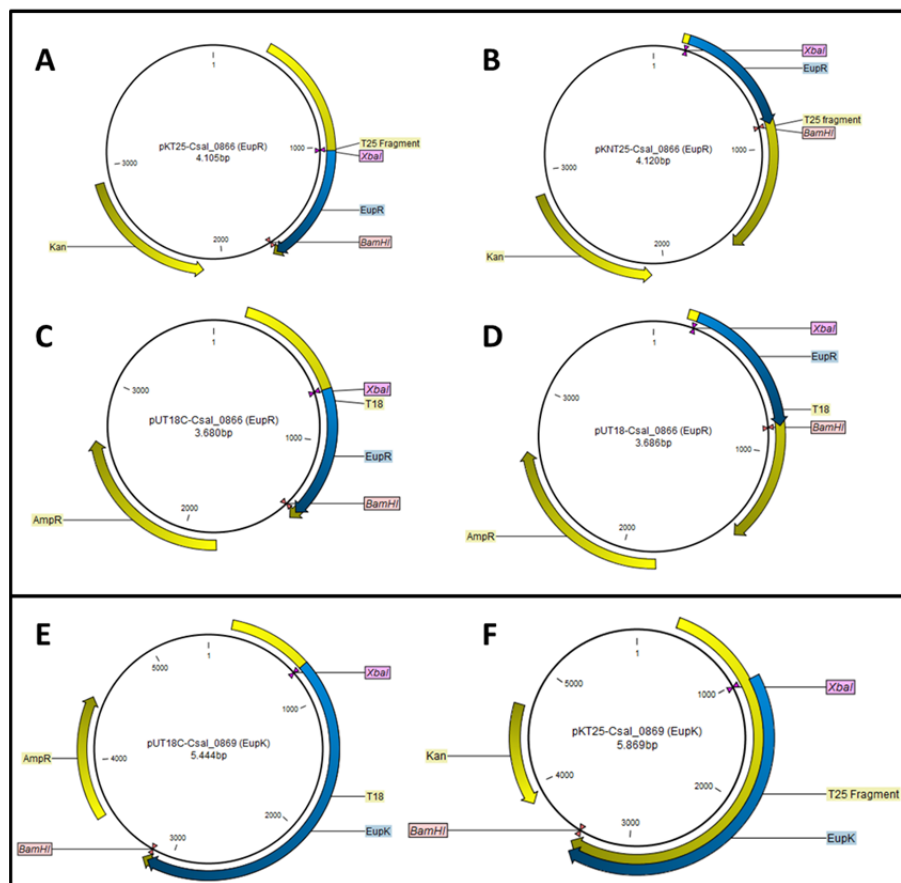 A
1
1000
2000
3000
pKT25-Csal_0866 (EupR)
4.105bp
T25 Fragment
XbaI
EupR
BamHI
Kan
B
1
1000
2000
3000
pKNT25-Csal_0866 (EupR)
4.120bp
XbaI
EupR
T25 fragment
BamHI
Kan
C
1
1000
2000
3000
pUT18C-Csal_0866 (EupR)
3.680bp
XbaI
T18
EupR
BamHI
AmpR
D
1
1000
2000
3000
pUT18-Csal_0866 (EupR)
3.686bp
XbaI
EupR
T18
BamHI
AmpR
E
1
1000
2000
3000
4000
5000
pUT18C-Csal_0869 (EupK)
5.444bp
XbaI
T18
EupK
BamHI
AmpR
F
1
1000
2000
3000
4000
5000
pKT25-Csal_0869 (EupK)
5.869bp
XbaI
T25 Fragment
EupK
BamHI
Kan